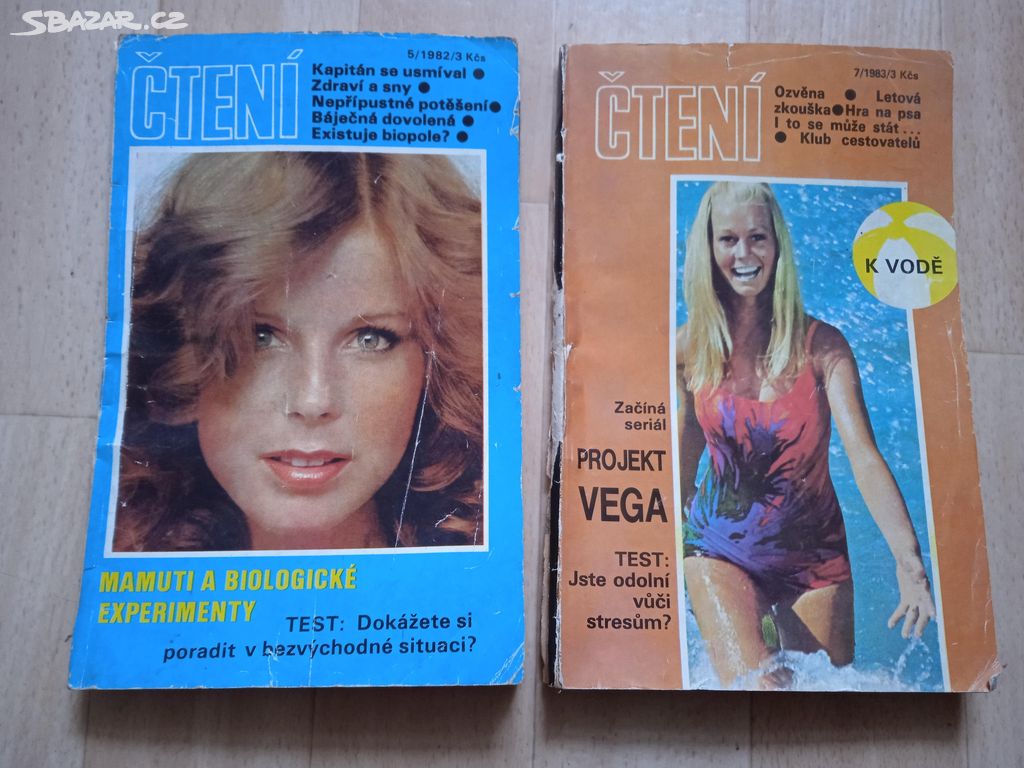 SBAZAR.CZ
5/1982/3 Kčs
ČTENÍ
Kapitán se usmíval ●
Zdraví a sny ●
Nepřípustné potěšení ●
Báječná dovolená ●
Existuje biopole? ●
MAMUTI A BIOLOGICKÉ
EXPERIMENTY
TEST: Dokážete si
poradit v bezvýchodné situaci?
7/1983/3 Kčs
ČTENÍ
Ozvěna ● Letová
zkouška ● Hra na psa
I to se může stát...
● Klub cestovatelů
K VODĚ
Začíná
seriál
PROJEKT
VEGA
TEST:
Jste odolní
vůči
stresům?